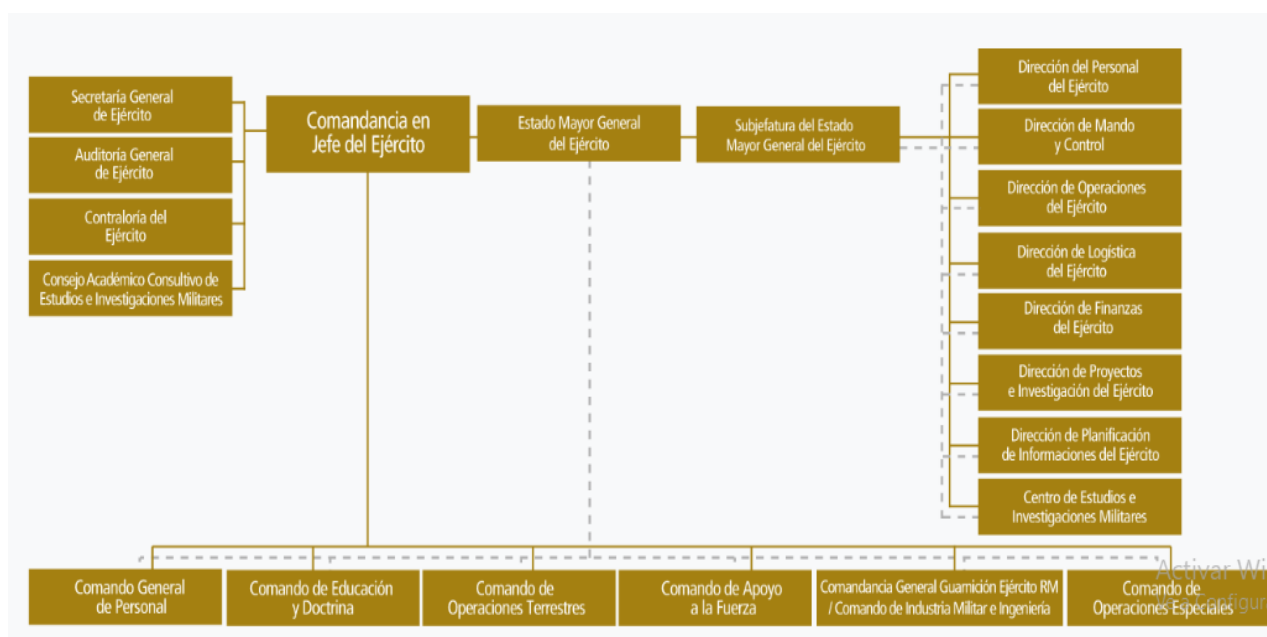 Secretaría General
de Ejército
Auditoría General
de Ejército
Contraloría del
Ejército
Consejo Académico Consultivo de
Estudios e Investigaciones Militares
Comandancia en
Jefe del Ejército
Estado Mayor General
del Ejército
Subjefatura del Estado
Mayor General del Ejército
Dirección del Personal
del Ejército
Dirección de Mando
y Control
Dirección de Operaciones
del Ejército
Dirección de Logística
del Ejército
Dirección de Finanzas
del Ejército
Dirección de Proyectos
e Investigación del Ejército
Dirección de Planificación
de Informaciones del Ejército
Centro de Estudios e
Investigaciones Militares
Comando General
de Personal
Comando de Educación
y Doctrina
Comando de
Operaciones Terrestres
Comando de Apoyo
a la Fuerza
Comandancia General Guarnición Ejército RM
/ Comando de Industria Militar e Ingeniería
Comando de
Operaciones Especiales
Activar Wi